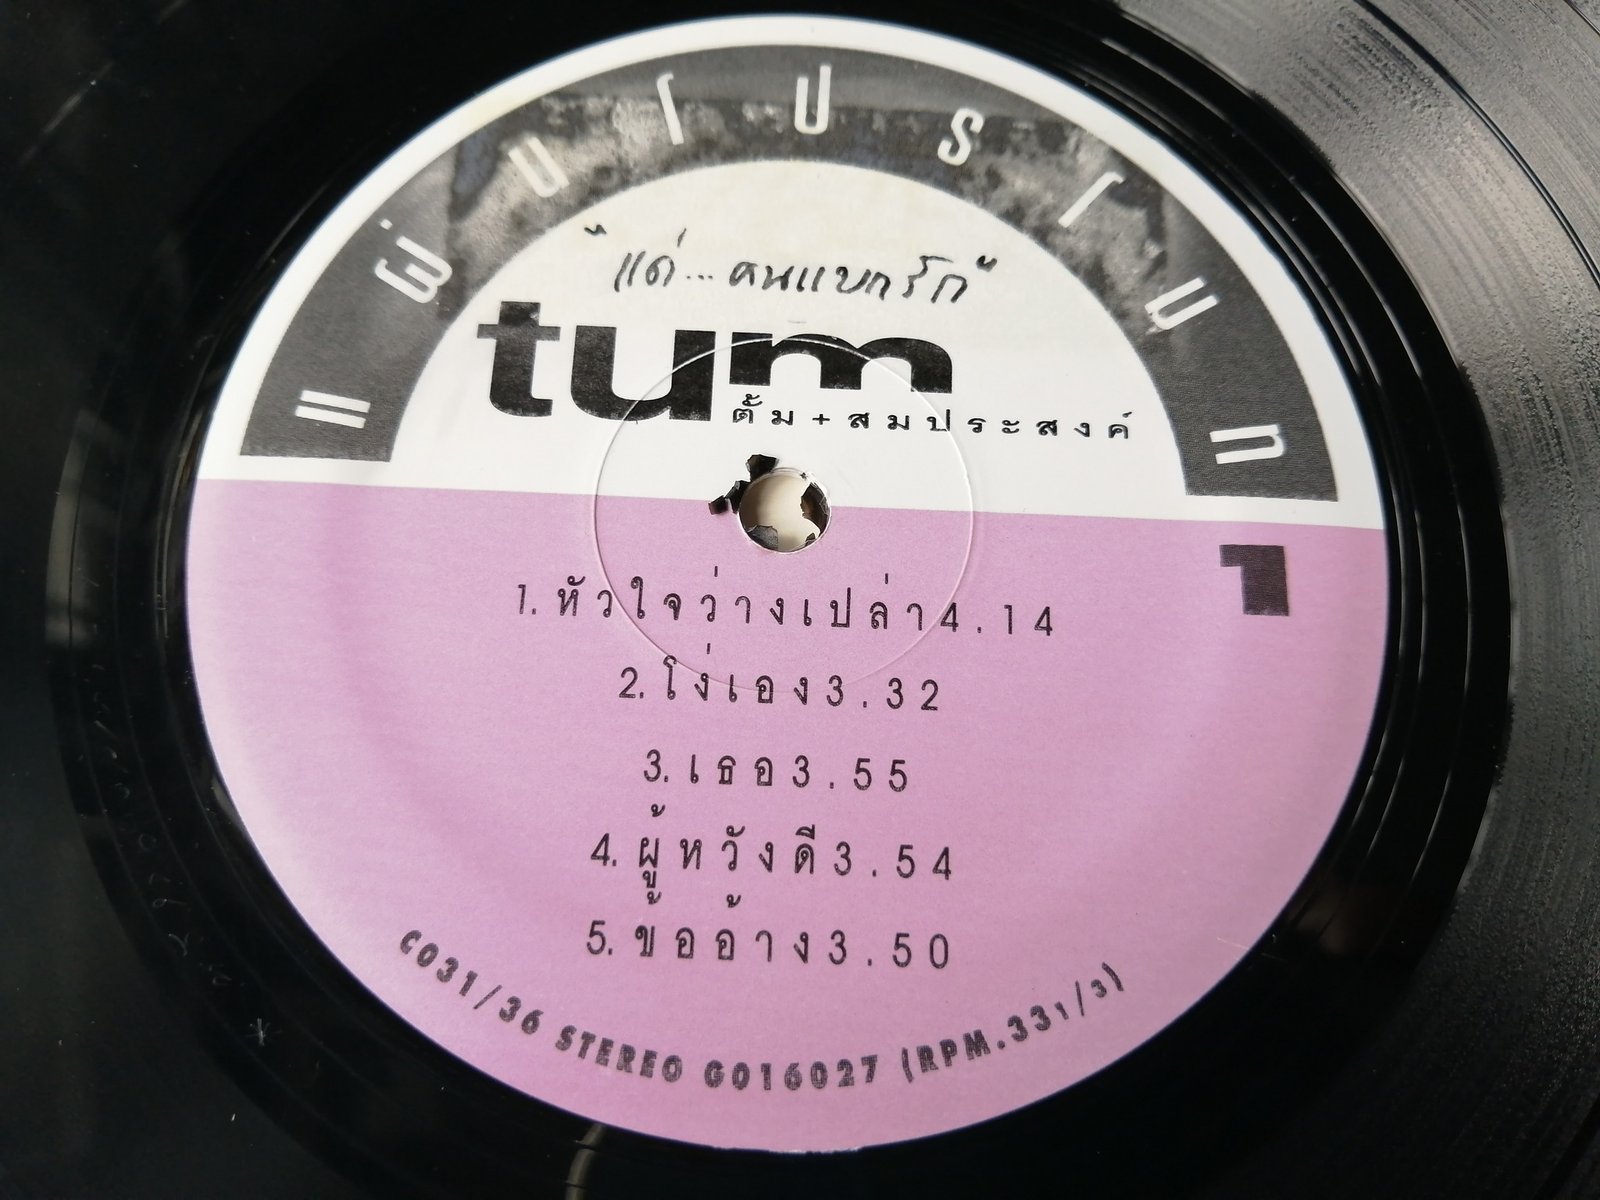 แผ่นโปรโมท
"แด่...คนแบกรัก"
tum
ตั้ม+สมประสงค์
1
1. หัวใจว่างเปล่า 4.14
2. โง่เอง 3.32
3. เธอ 3.55
4. ผู้หวังดี 3.54
5. ขออ้าง 3.50
C031/36 STEREO G016027 (RPM.331/3)